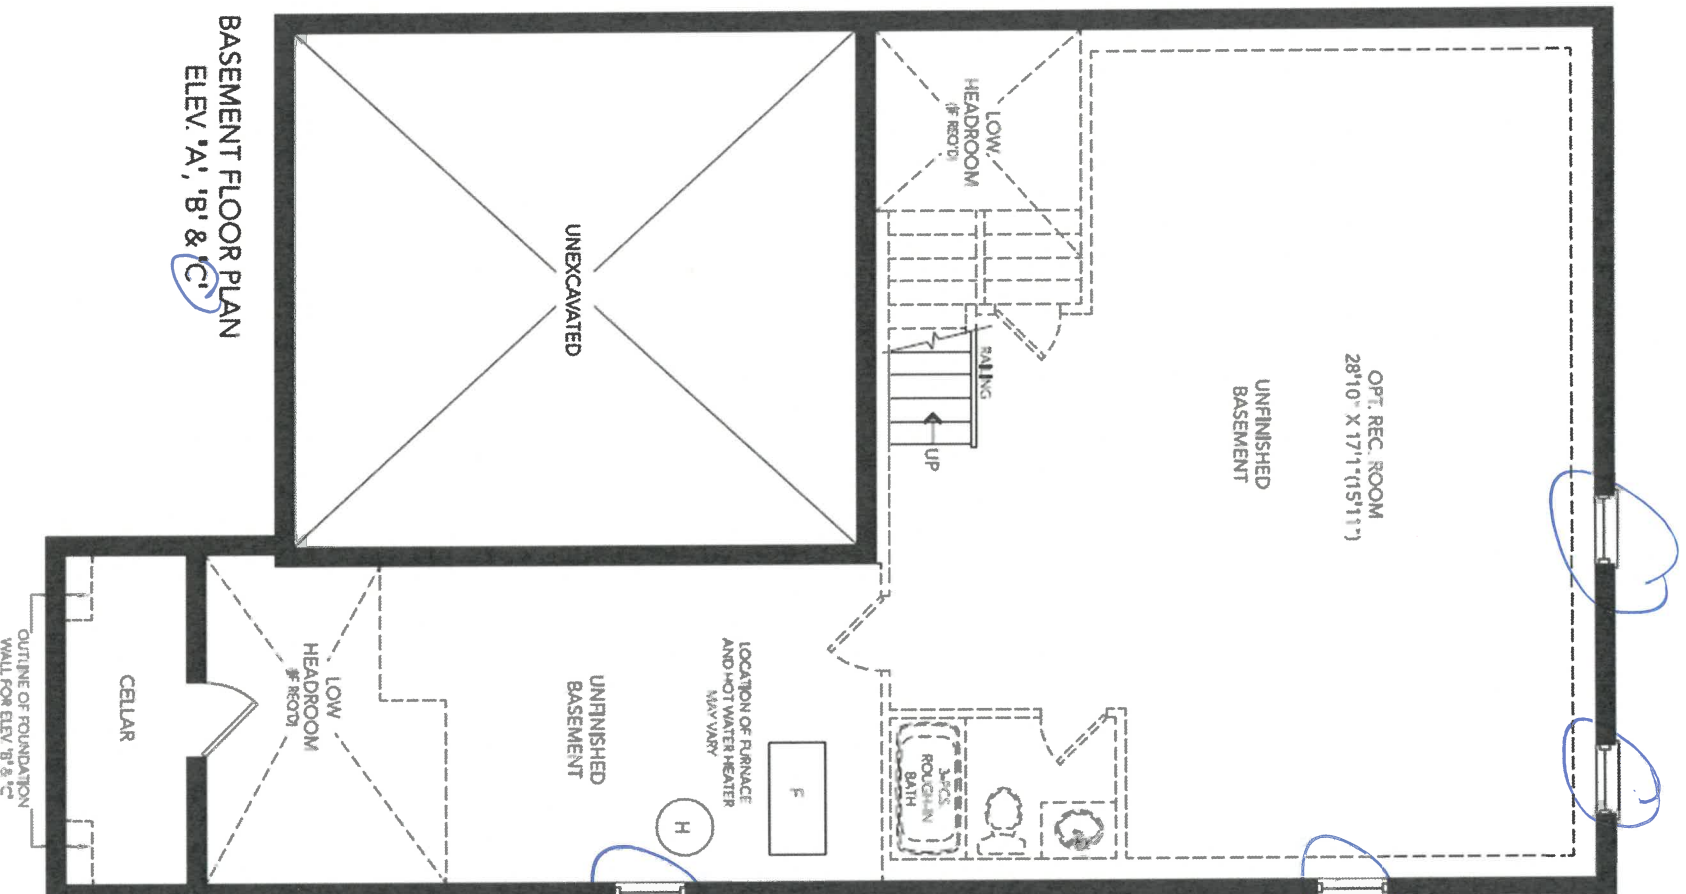 BASEMENT FLOOR PLAN
ELEV. 'A', 'B' & 'C'
UNEXCAVATED
LOW
HEADROOM
(IF REQ'D)
RAILING
UP
OPT. REC. ROOM
28'10" X 17'1"(15'11")
UNFINISHED
BASEMENT
3-PCS
ROUGH-IN
BATH
LOCATION OF FURNACE
AND HOT WATER HEATER
MAY VARY
F
H
UNFINISHED
BASEMENT
LOW
HEADROOM
(IF REQ'D)
CELLAR
OUTLINE OF FOUNDATION
WALL FOR ELEV. 'B' & 'C'